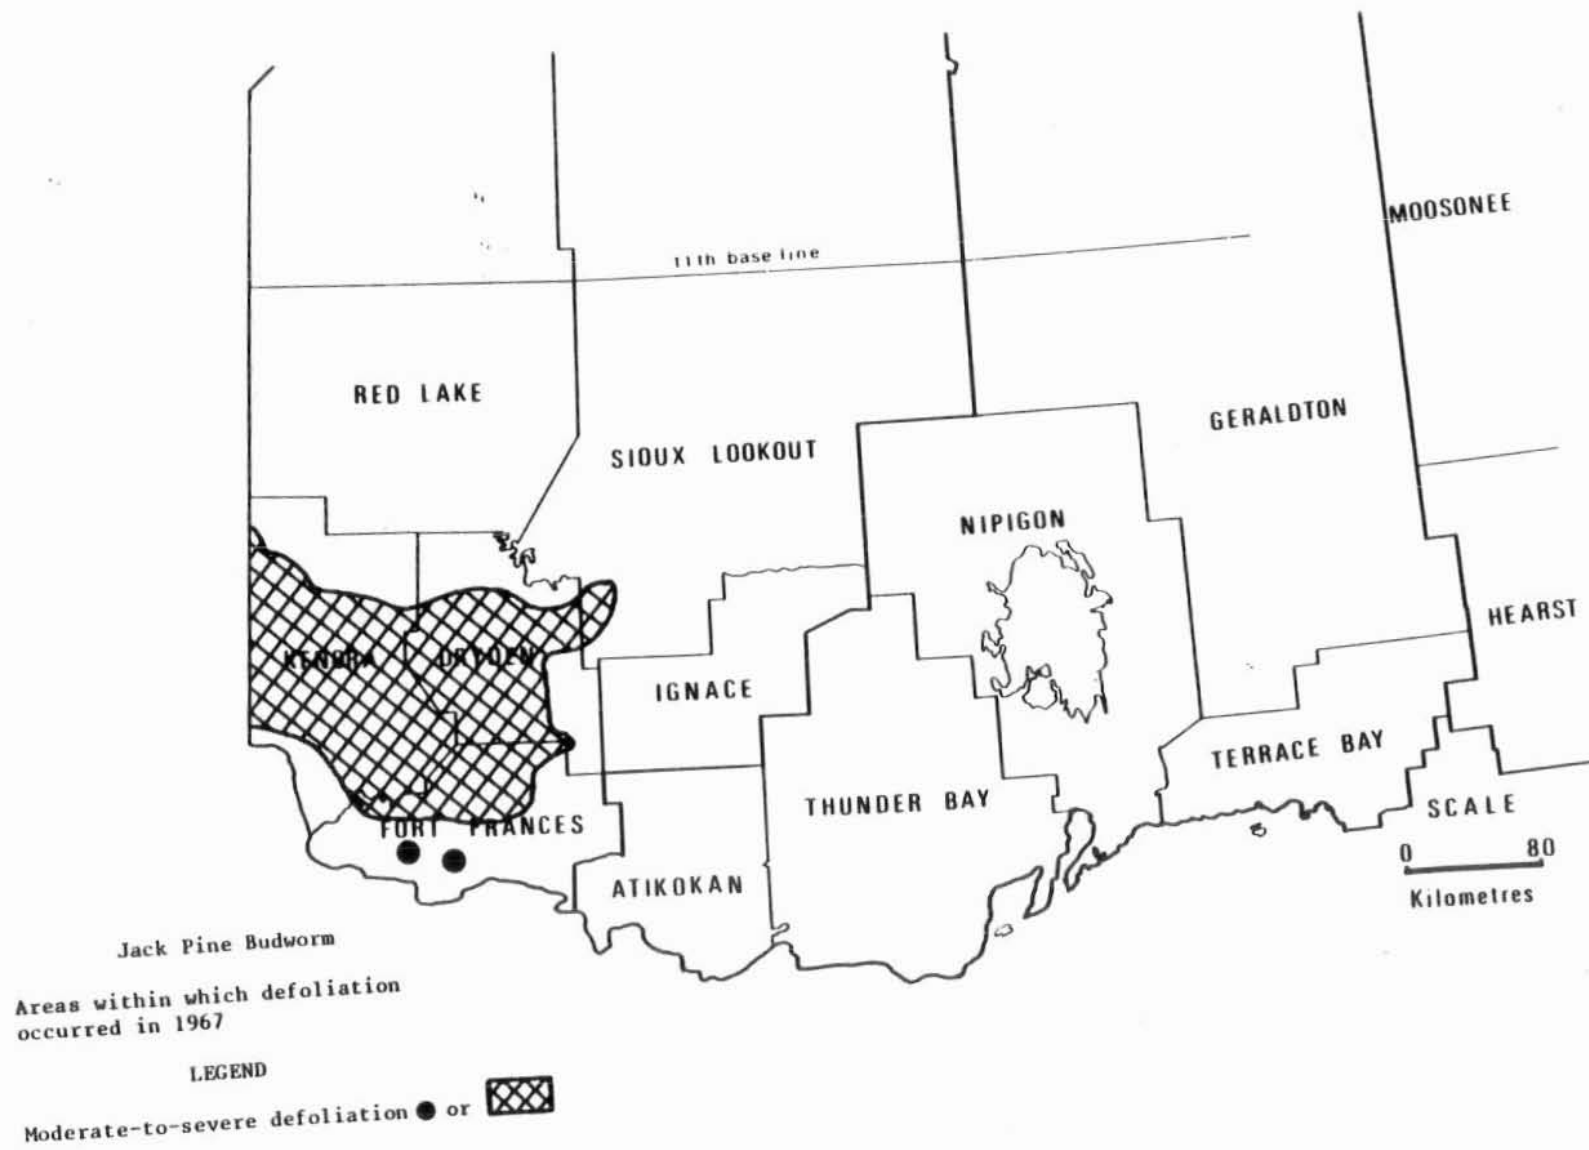 MOOSONEE
11th base line
RED LAKE
GERALDTON
SIOUX LOOKOUT
NIPIGON
HEARST
KENORA
DRYDEN
IGNACE
TERRACE BAY
THUNDER BAY
SCALE
FORT FRANCES
0 80
Kilometres
ATIKOKAN
Jack Pine Budworm
Areas within which defoliation
occurred in 1967
LEGEND
Moderate-to-severe defoliation or